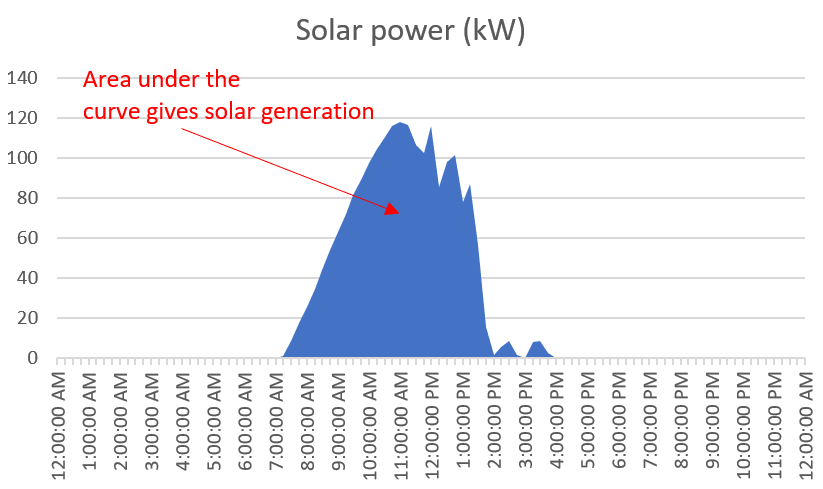 Solar power (kW)
Area under the
curve gives solar generation
140
120
100
80
60
40
20
0
12:00:00 AM
1:00:00 AM
2:00:00 AM
3:00:00 AM
4:00:00 AM
5:00:00 AM
6:00:00 AM
7:00:00 AM
8:00:00 AM
9:00:00 AM
10:00:00 AM
11:00:00 AM
12:00:00 PM
1:00:00 PM
2:00:00 PM
3:00:00 PM
4:00:00 PM
5:00:00 PM
6:00:00 PM
7:00:00 PM
8:00:00 PM
9:00:00 PM
10:00:00 PM
11:00:00 PM
12:00:00 AM